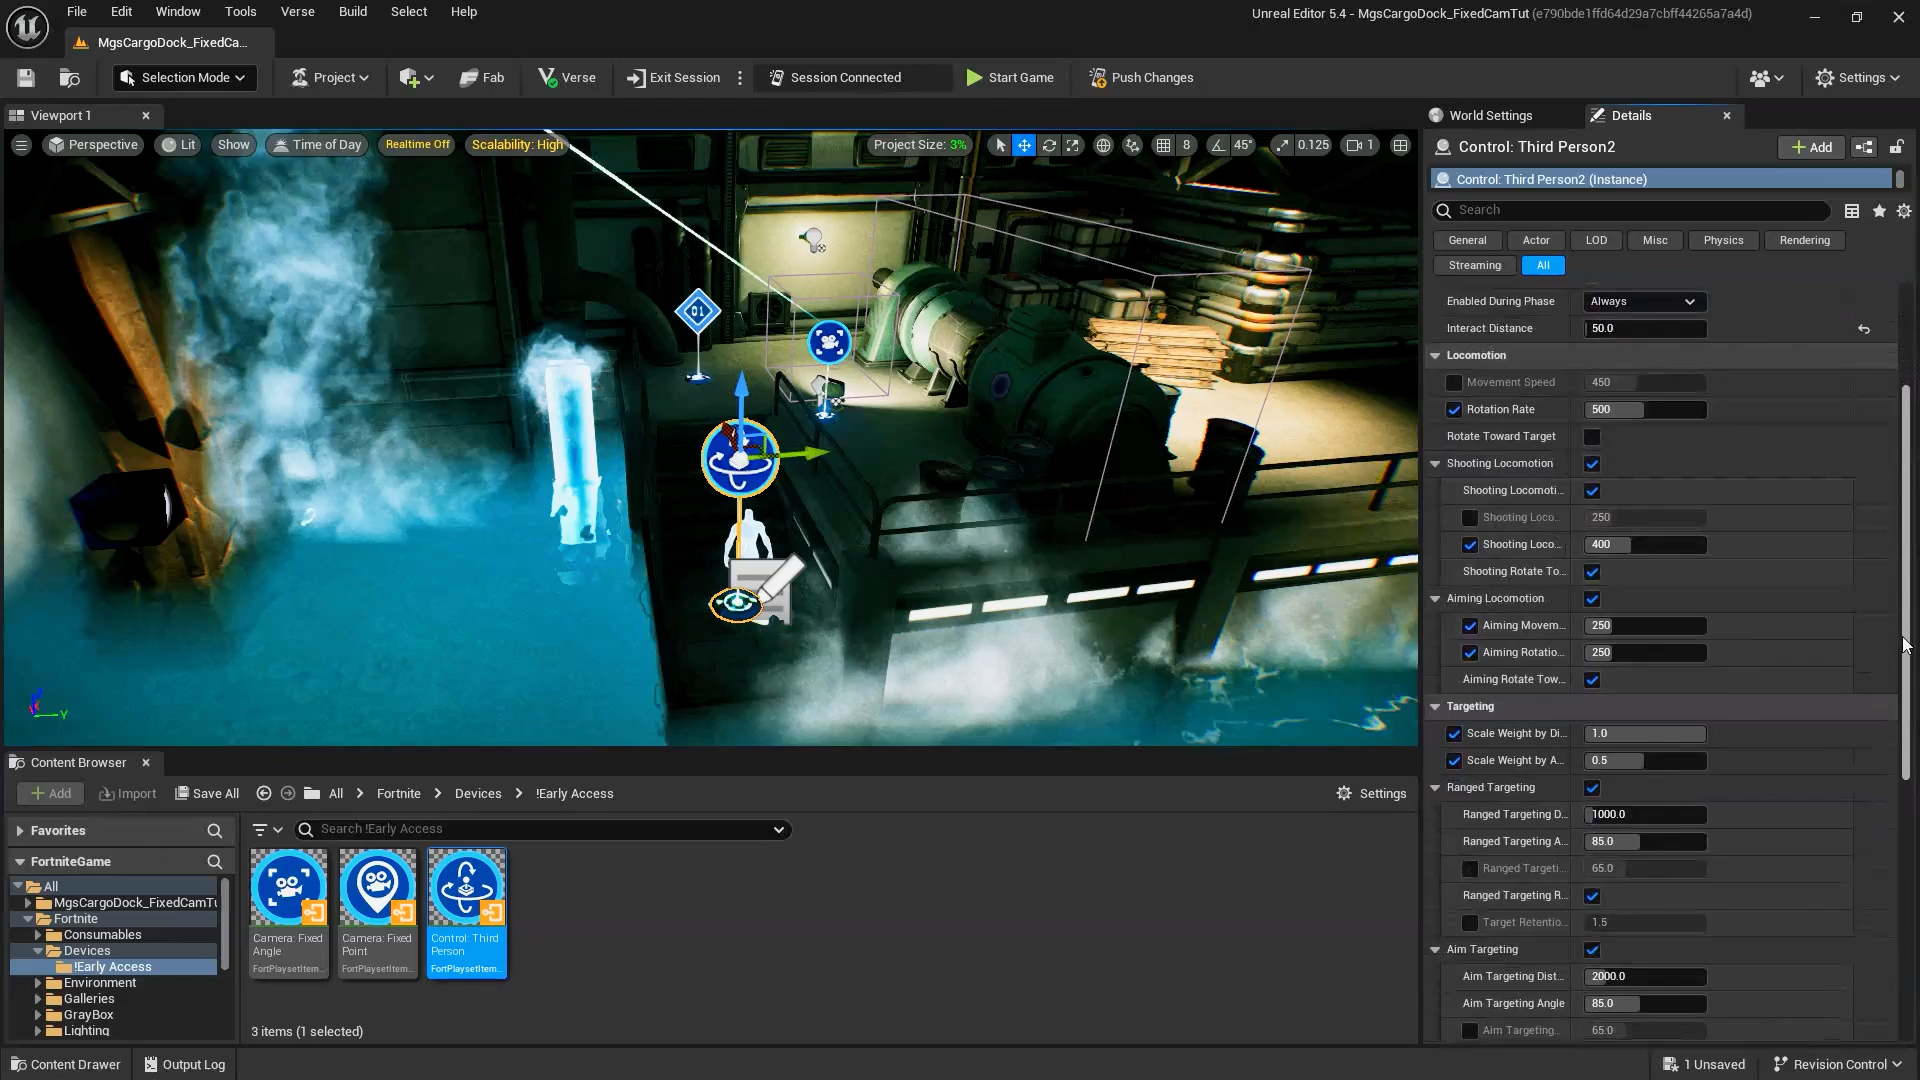 File Edit Window Tools Verse Build Select Help
Unreal Editor 5.4 - MgsCargoDock_FixedCamTut (e790bde1ffd64d29a7cbff44265a7a4d)
MgsCargoDock_FixedCa...
Selection Mode Project Fab Verse Exit Session Session Connected Start Game Push Changes Settings
Viewport 1
World Settings Details
Perspective Lit Show Time of Day Realtime Off Scalability: High Project Size: 3% 8 45° 0.125 1
Control: Third Person2 Add
Control: Third Person2 (Instance)
Search
General Actor LOD Misc Physics Rendering
Streaming All
Enabled During Phase Always
Interact Distance 50.0
Locomotion
Movement Speed 450
Rotation Rate 500
Rotate Toward Target
Shooting Locomotion
Shooting Locomoti...
Shooting Loco... 250
Shooting Loco... 400
Shooting Rotate To...
Aiming Locomotion
Aiming Movem... 250
Aiming Rotatio... 250
Aiming Rotate Tow...
Targeting
Scale Weight by Di... 1.0
Scale Weight by A... 0.5
Ranged Targeting
Ranged Targeting D... 1000.0
Ranged Targeting A... 85.0
Ranged Targeti... 65.0
Ranged Targeting R...
Target Retentio... 1.5
Aim Targeting
Aim Targeting Dist... 2000.0
Aim Targeting Angle 85.0
Aim Targeting... 65.0
01
Y
Content Browser
Add Import Save All All Fortnite Devices !Early Access Settings
Favorites
Search !Early Access
FortniteGame
All
MgsCargoDock_FixedCamTu
Fortnite
Consumables
Devices
!Early Access
Environment
Galleries
GrayBox
Lighting
Camera: Fixed Angle
FortPlaysetItem...
Camera: Fixed Point
FortPlaysetItem...
Control: Third Person
FortPlaysetItem...
3 items (1 selected)
Content Drawer Output Log 1 Unsaved Revision Control